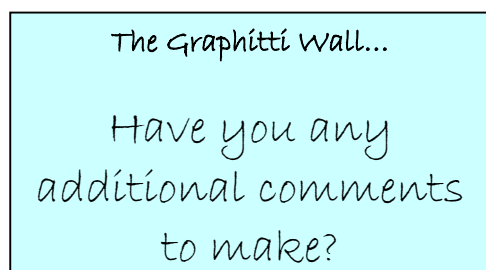 The Graphitti Wall...
Have you any
additional comments
to make?